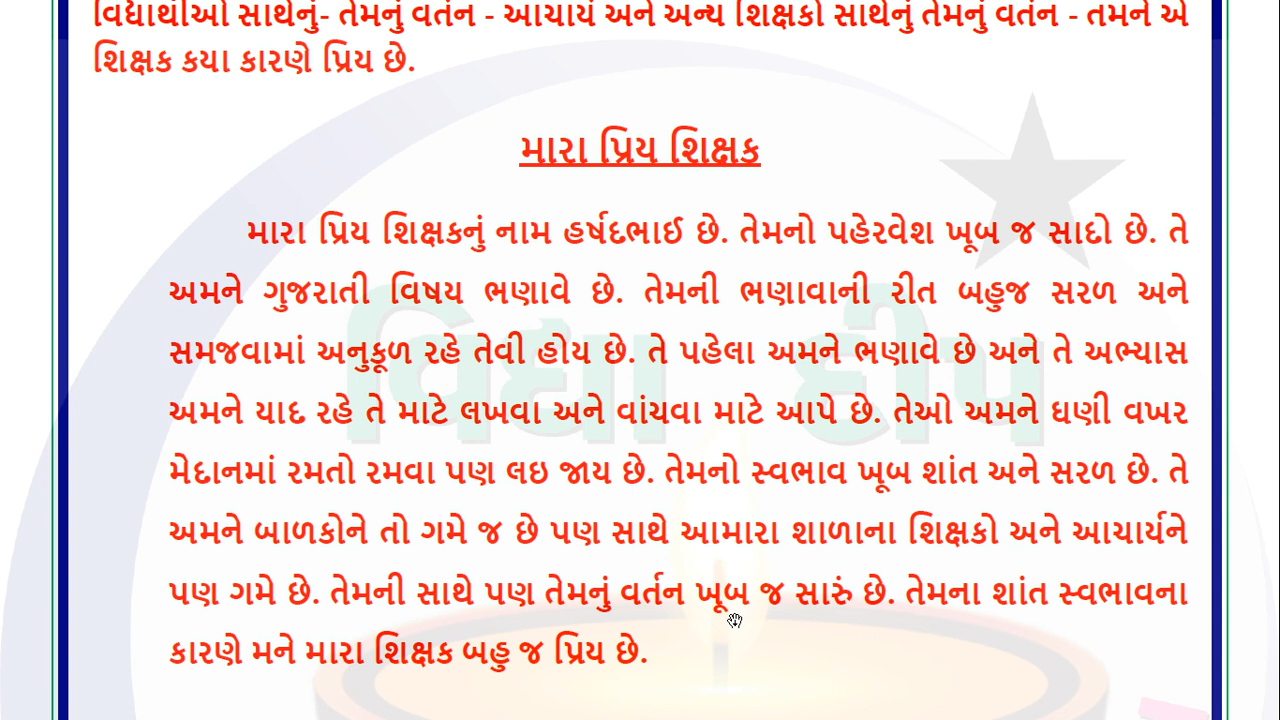 વિદ્યાર્થીઓ સાથેનું- તેમનું વર્તન - આચાર્ય અને અન્ય શિક્ષકો સાથેનું તેમનું વર્તન - તમને એ
શિક્ષક કયા કારણે પ્રિય છે.
મારા પ્રિય શિક્ષક
મારા પ્રિય શિક્ષકનું નામ હર્ષદભાઈ છે. તેમનો પહેરવેશ ખૂબ જ સાદો છે. તે
અમને ગુજરાતી વિષય ભણાવે છે. તેમની ભણાવાની રીત બહુજ સરળ અને
સમજવામાં અનુકૂળ રહે તેવી હોય છે. તે પહેલા અમને ભણાવે છે અને તે અભ્યાસ
અમને યાદ રહે તે માટે લખવા અને વાંચવા માટે આપે છે. તેઓ અમને ઘણી વખર
મેદાનમાં રમતો રમવા પણ લઇ જાય છે. તેમનો સ્વભાવ ખૂબ શાંત અને સરળ છે. તે
અમને બાળકોને તો ગમે જ છે પણ સાથે આમારા શાળાના શિક્ષકો અને આચાર્યને
પણ ગમે છે. તેમની સાથે પણ તેમનું વર્તન ખૂબ જ સારું છે. તેમના શાંત સ્વભાવના
કારણે મને મારા શિક્ષક બહુ જ પ્રિય છે.
વિદ્યા દીપ